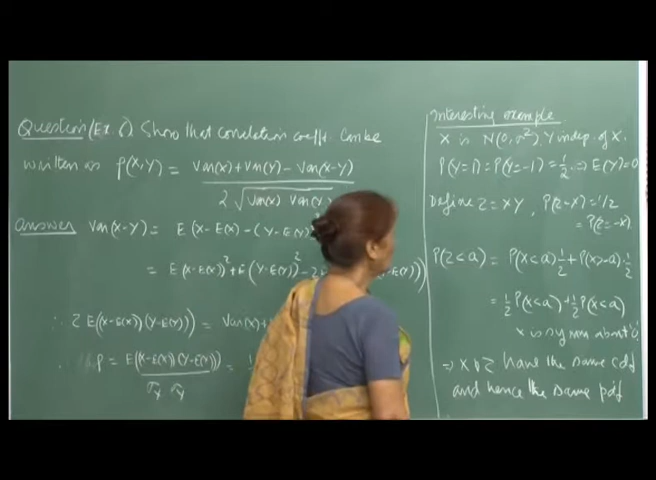 Question (Ex. 6). Show that correlation coefft. can be
written as ρ(X,Y) = Var(X)+Var(Y) - Var(X-Y)
2 √Var(X) Var(Y)
Answer Var(X-Y) = E(X-E(X) - (Y-E(
= E(X-E(X))² + E(Y-E(Y))² - 2
-E(X)))
∴ 2 E(X-E(X))(Y-E(Y)) = Var(X)+
∴ ρ = E((X-E(X))(Y-E(Y)) =
σx σy
Interesting example
X is N(0,σ²). Y indep. of X.
P(Y=1) = P(Y=-1) = 1/2 ⇒ E(Y)=0
Define Z = XY, P(Z=X) = 1/2
= P(Z=-X)
P(Z≤a) = P(X≤a) 1/2 + P(X≥-a) 1/2
= 1/2 P(X≤a) + 1/2 P(X≤a)
X is symm about '0'
⇒ X & Z have the same cdf
and hence the same pdf